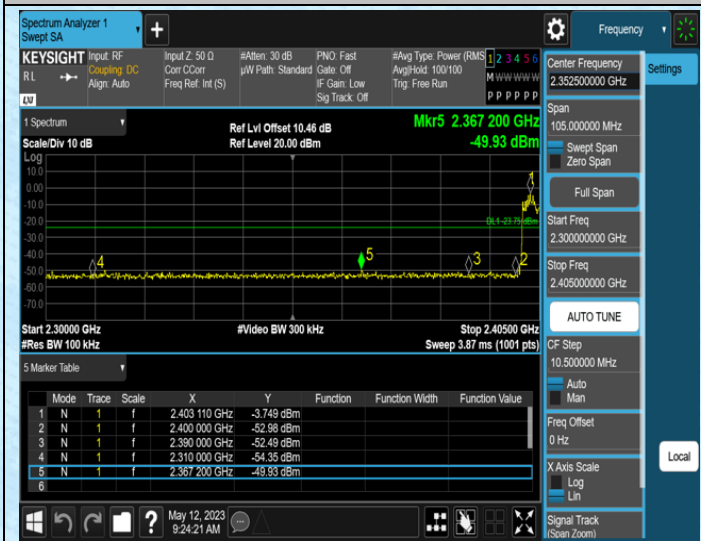 Spectrum Analyzer 1
Swept SA
+
Frequency
KEYSIGHT
RL
LXI
Input: RF
Coupling: DC
Align: Auto
Input Z: 50 Ω
Corr CCorr
Freq Ref: Int (S)
#Atten: 30 dB
µW Path: Standard
PNO: Fast
Gate: Off
IF Gain: Low
Sig Track: Off
#Avg Type: Power (RMS
Avg|Hold: 100/100
Trig: Free Run
1 2 3 4 5 6
M W W W W W
P P P P P P
1 Spectrum
Scale/Div 10 dB
Ref Lvl Offset 10.46 dB
Ref Level 20.00 dBm
Mkr5 2.367 200 GHz
-49.93 dBm
Log
10.0
0.00
-10.0
-20.0
-30.0
-40.0
-50.0
-60.0
-70.0
1
DL1 -23.75 dBm
4
5
3
2
Start 2.30000 GHz
#Video BW 300 kHz
Stop 2.40500 GHz
#Res BW 100 kHz
Sweep 3.87 ms (1001 pts)
5 Marker Table
Mode Trace Scale X Y Function Function Width Function Value
1 N 1 f 2.403 110 GHz -3.749 dBm
2 N 1 f 2.400 000 GHz -52.98 dBm
3 N 1 f 2.390 000 GHz -52.49 dBm
4 N 1 f 2.310 000 GHz -54.35 dBm
5 N 1 f 2.367 200 GHz -49.93 dBm
6
?
May 12, 2023
9:24:21 AM
Center Frequency
2.352500000 GHz
Span
105.000000 MHz
Swept Span
Zero Span
Full Span
Start Freq
2.300000000 GHz
Stop Freq
2.405000000 GHz
AUTO TUNE
CF Step
10.500000 MHz
Auto
Man
Freq Offset
0 Hz
X Axis Scale
Log
Lin
Signal Track
(Span Zoom)
Settings
Local